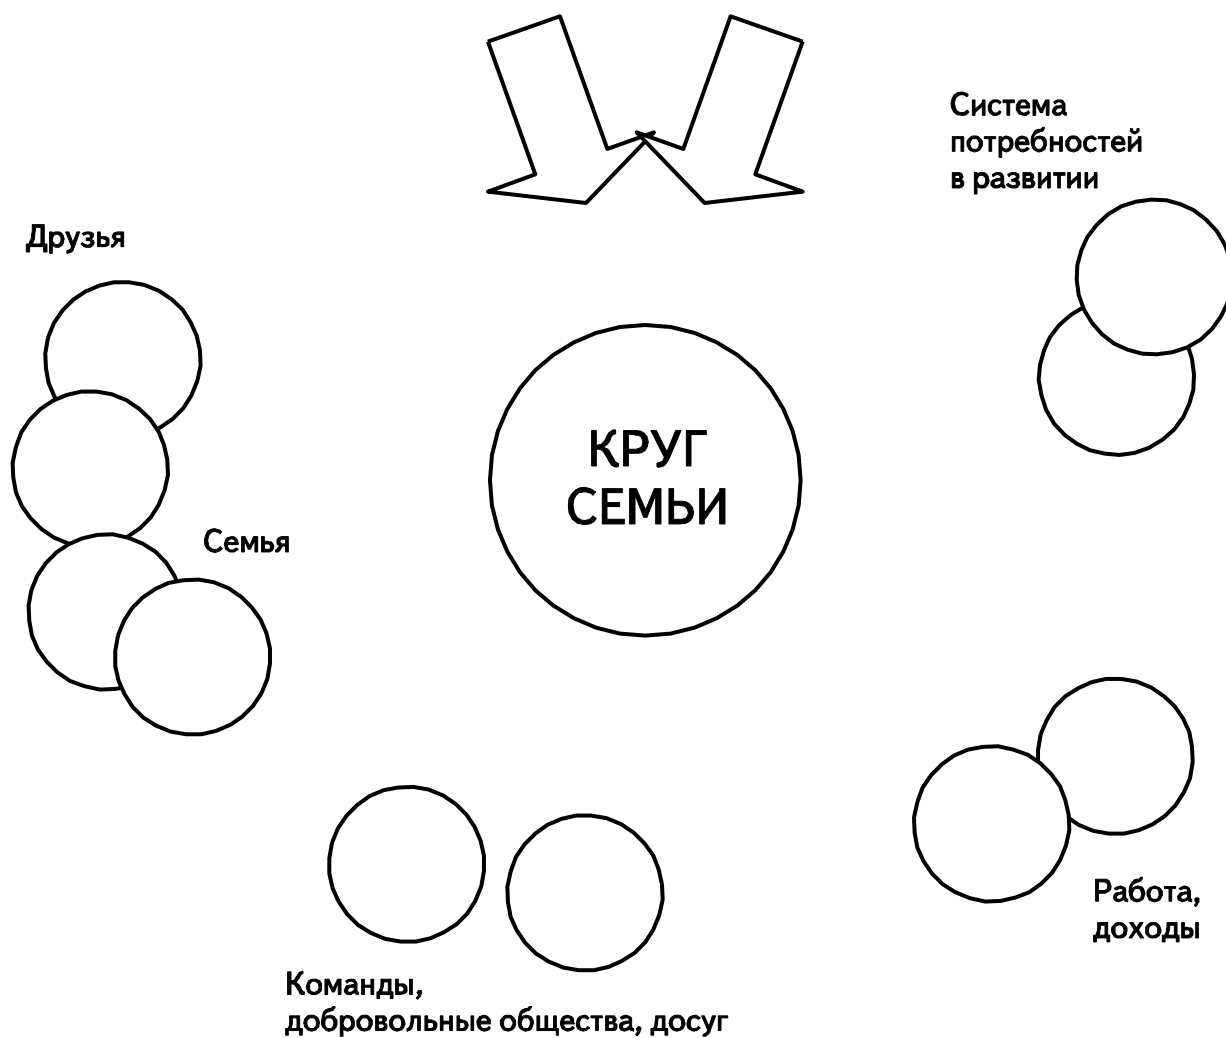 Система
потребностей
в развитии
Друзья
КРУГ
СЕМЬИ
Семья
Работа,
доходы
Команды,
добровольные общества, досуг